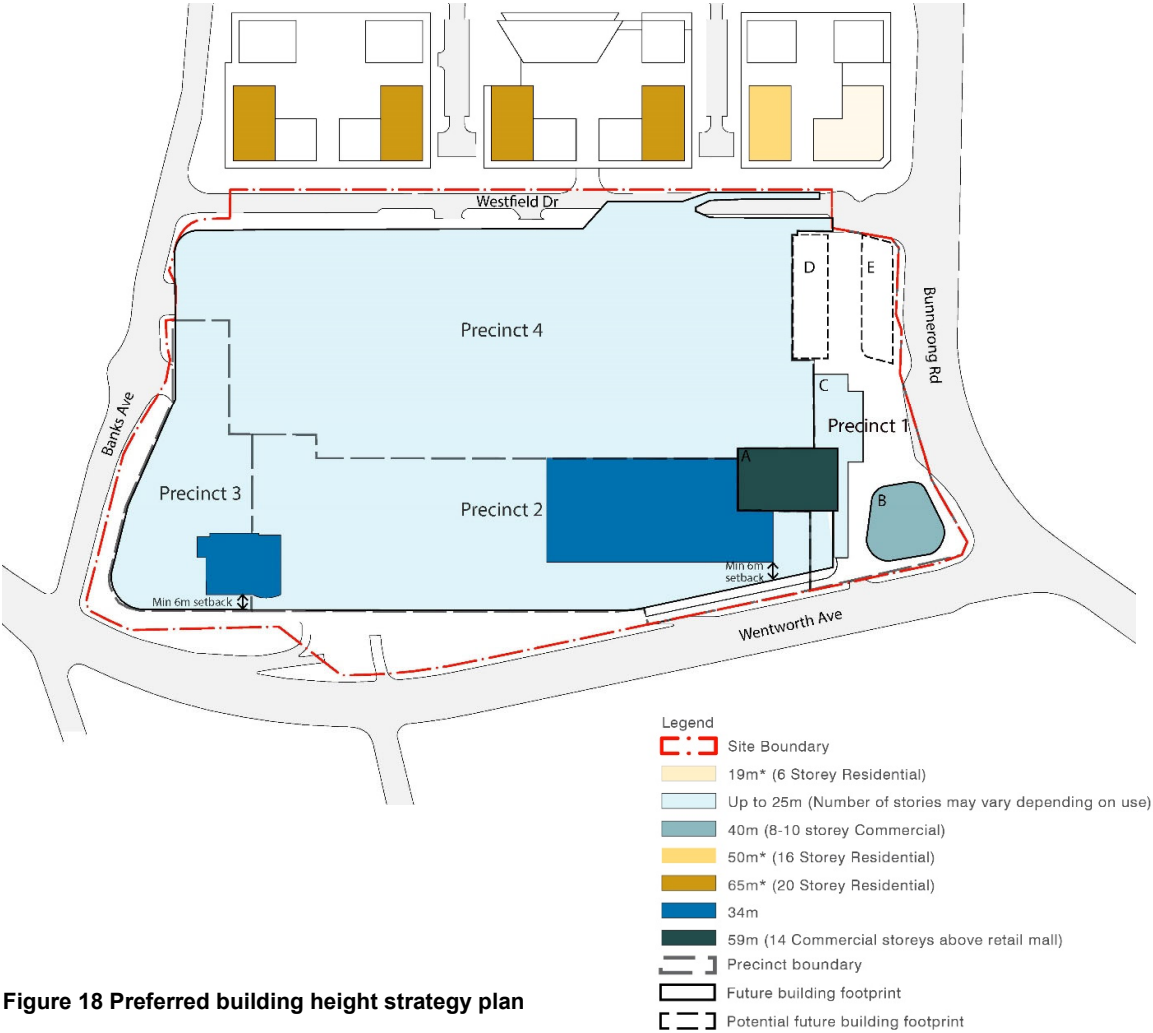 Westfield Dr
D
E
Bunnerong Rd
Precinct 4
C
Banks Ave
Precinct 1
A
Precinct 3
Precinct 2
B
Min 6m
setback
Min 6m setback
Wentworth Ave
Legend
Site Boundary
19m* (6 Storey Residential)
Up to 25m (Number of stories may vary depending on use)
40m (8-10 storey Commercial)
50m* (16 Storey Residential)
65m* (20 Storey Residential)
34m
59m (14 Commercial storeys above retail mall)
Precinct boundary
Future building footprint
Potential future building footprint
Figure 18 Preferred building height strategy plan